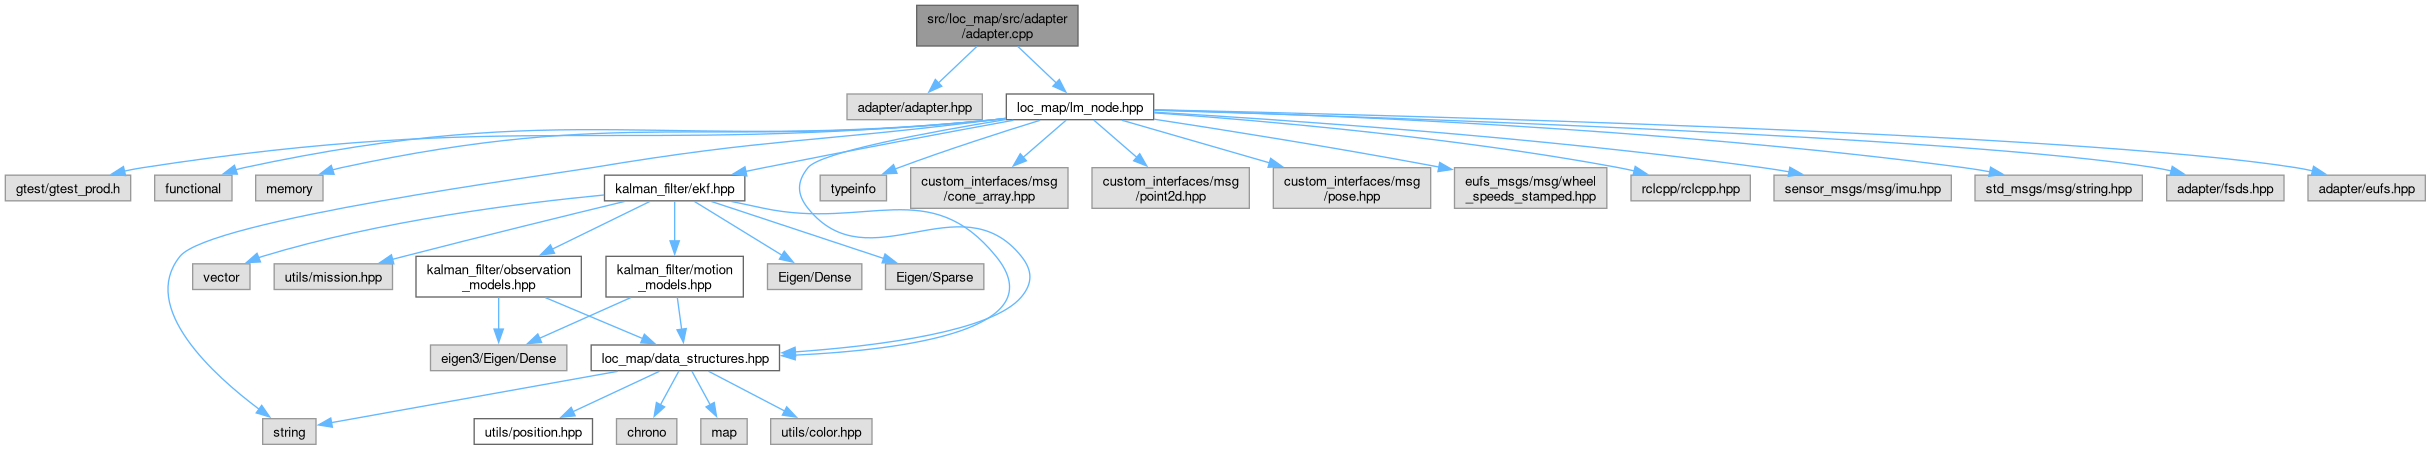 src/loc_map/src/adapter
/adapter.cpp
adapter/adapter.hpp
loc_map/lm_node.hpp
gtest/gtest_prod.h
functional
memory
kalman_filter/ekf.hpp
typeinfo
custom_interfaces/msg
/cone_array.hpp
custom_interfaces/msg
/point2d.hpp
custom_interfaces/msg
/pose.hpp
eufs_msgs/msg/wheel
_speeds_stamped.hpp
rclcpp/rclcpp.hpp
sensor_msgs/msg/imu.hpp
std_msgs/msg/string.hpp
adapter/fsds.hpp
adapter/eufs.hpp
vector
utils/mission.hpp
kalman_filter/observation
_models.hpp
kalman_filter/motion
_models.hpp
Eigen/Dense
Eigen/Sparse
eigen3/Eigen/Dense
loc_map/data_structures.hpp
string
utils/position.hpp
chrono
map
utils/color.hpp